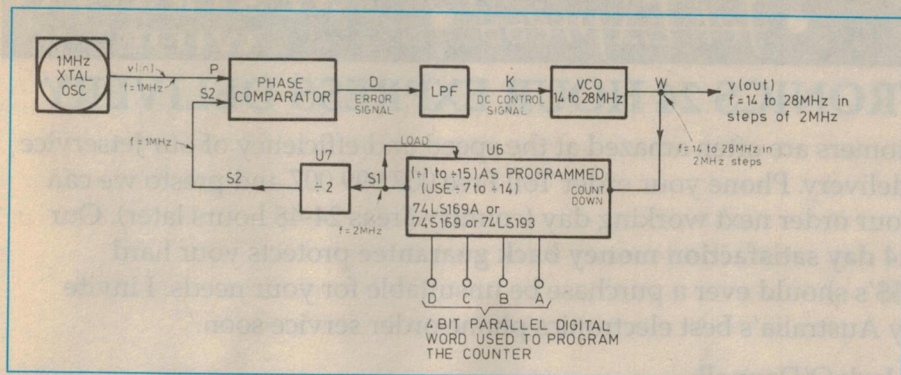 1MHz
XTAL
OSC
v(in)
f=1MHz
P
S2
PHASE
COMPARATOR
D
ERROR
SIGNAL
LPF
K
DC CONTROL
SIGNAL
VCO
14 to 28MHz
W
v(out)
f=14 to 28MHz in
steps of 2MHz
f=1MHz
f=14 to 28MHz in
2MHz steps
LOAD
U7
÷2
S2
S1
f=2MHz
U6
(÷1 to ÷15) AS PROGRAMMED
(USE÷7 to ÷14)
74LS169A or
74S169 or 74LS193
COUNT
DOWN
D C B A
4 BIT PARALLEL DIGITAL
WORD USED TO PROGRAM
THE COUNTER